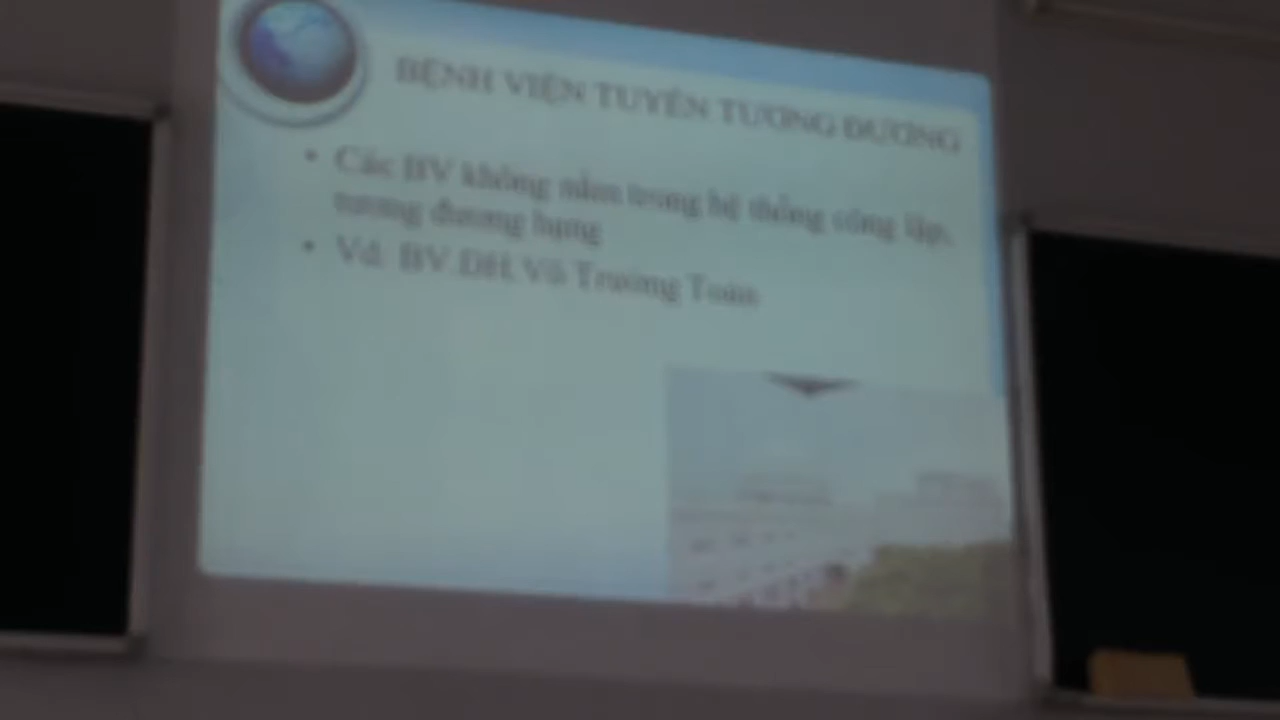 BỆNH VIỆN TUYẾN TƯƠNG ĐƯƠNG
• Các BV không nằm trong hệ thống công lập,
tương đương hạng
• Vd: BV.ĐH.Võ Trường Toản